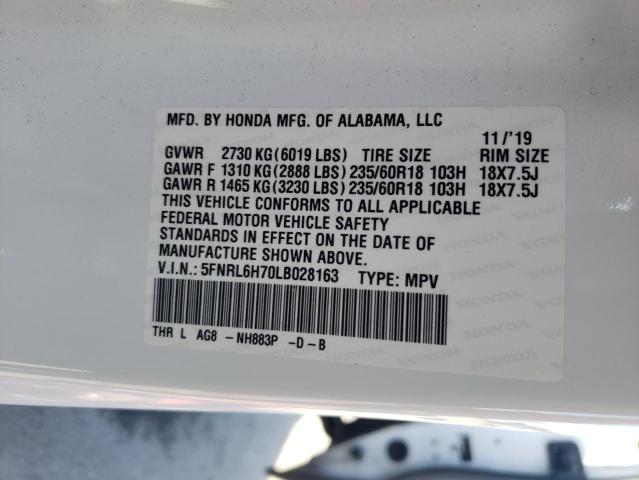 MFD. BY HONDA MFG. OF ALABAMA, LLC
11/'19
GVWR 2730 KG (6019 LBS) TIRE SIZE RIM SIZE
GAWR F 1310 KG (2888 LBS) 235/60R18 103H 18X7.5J
GAWR R 1465 KG (3230 LBS) 235/60R18 103H 18X7.5J
THIS VEHICLE CONFORMS TO ALL APPLICABLE
FEDERAL MOTOR VEHICLE SAFETY
STANDARDS IN EFFECT ON THE DATE OF
MANUFACTURE SHOWN ABOVE.
V.I.N.: 5FNRL6H70LB028163 TYPE: MPV
THR L AG8 - NH883P - D - B